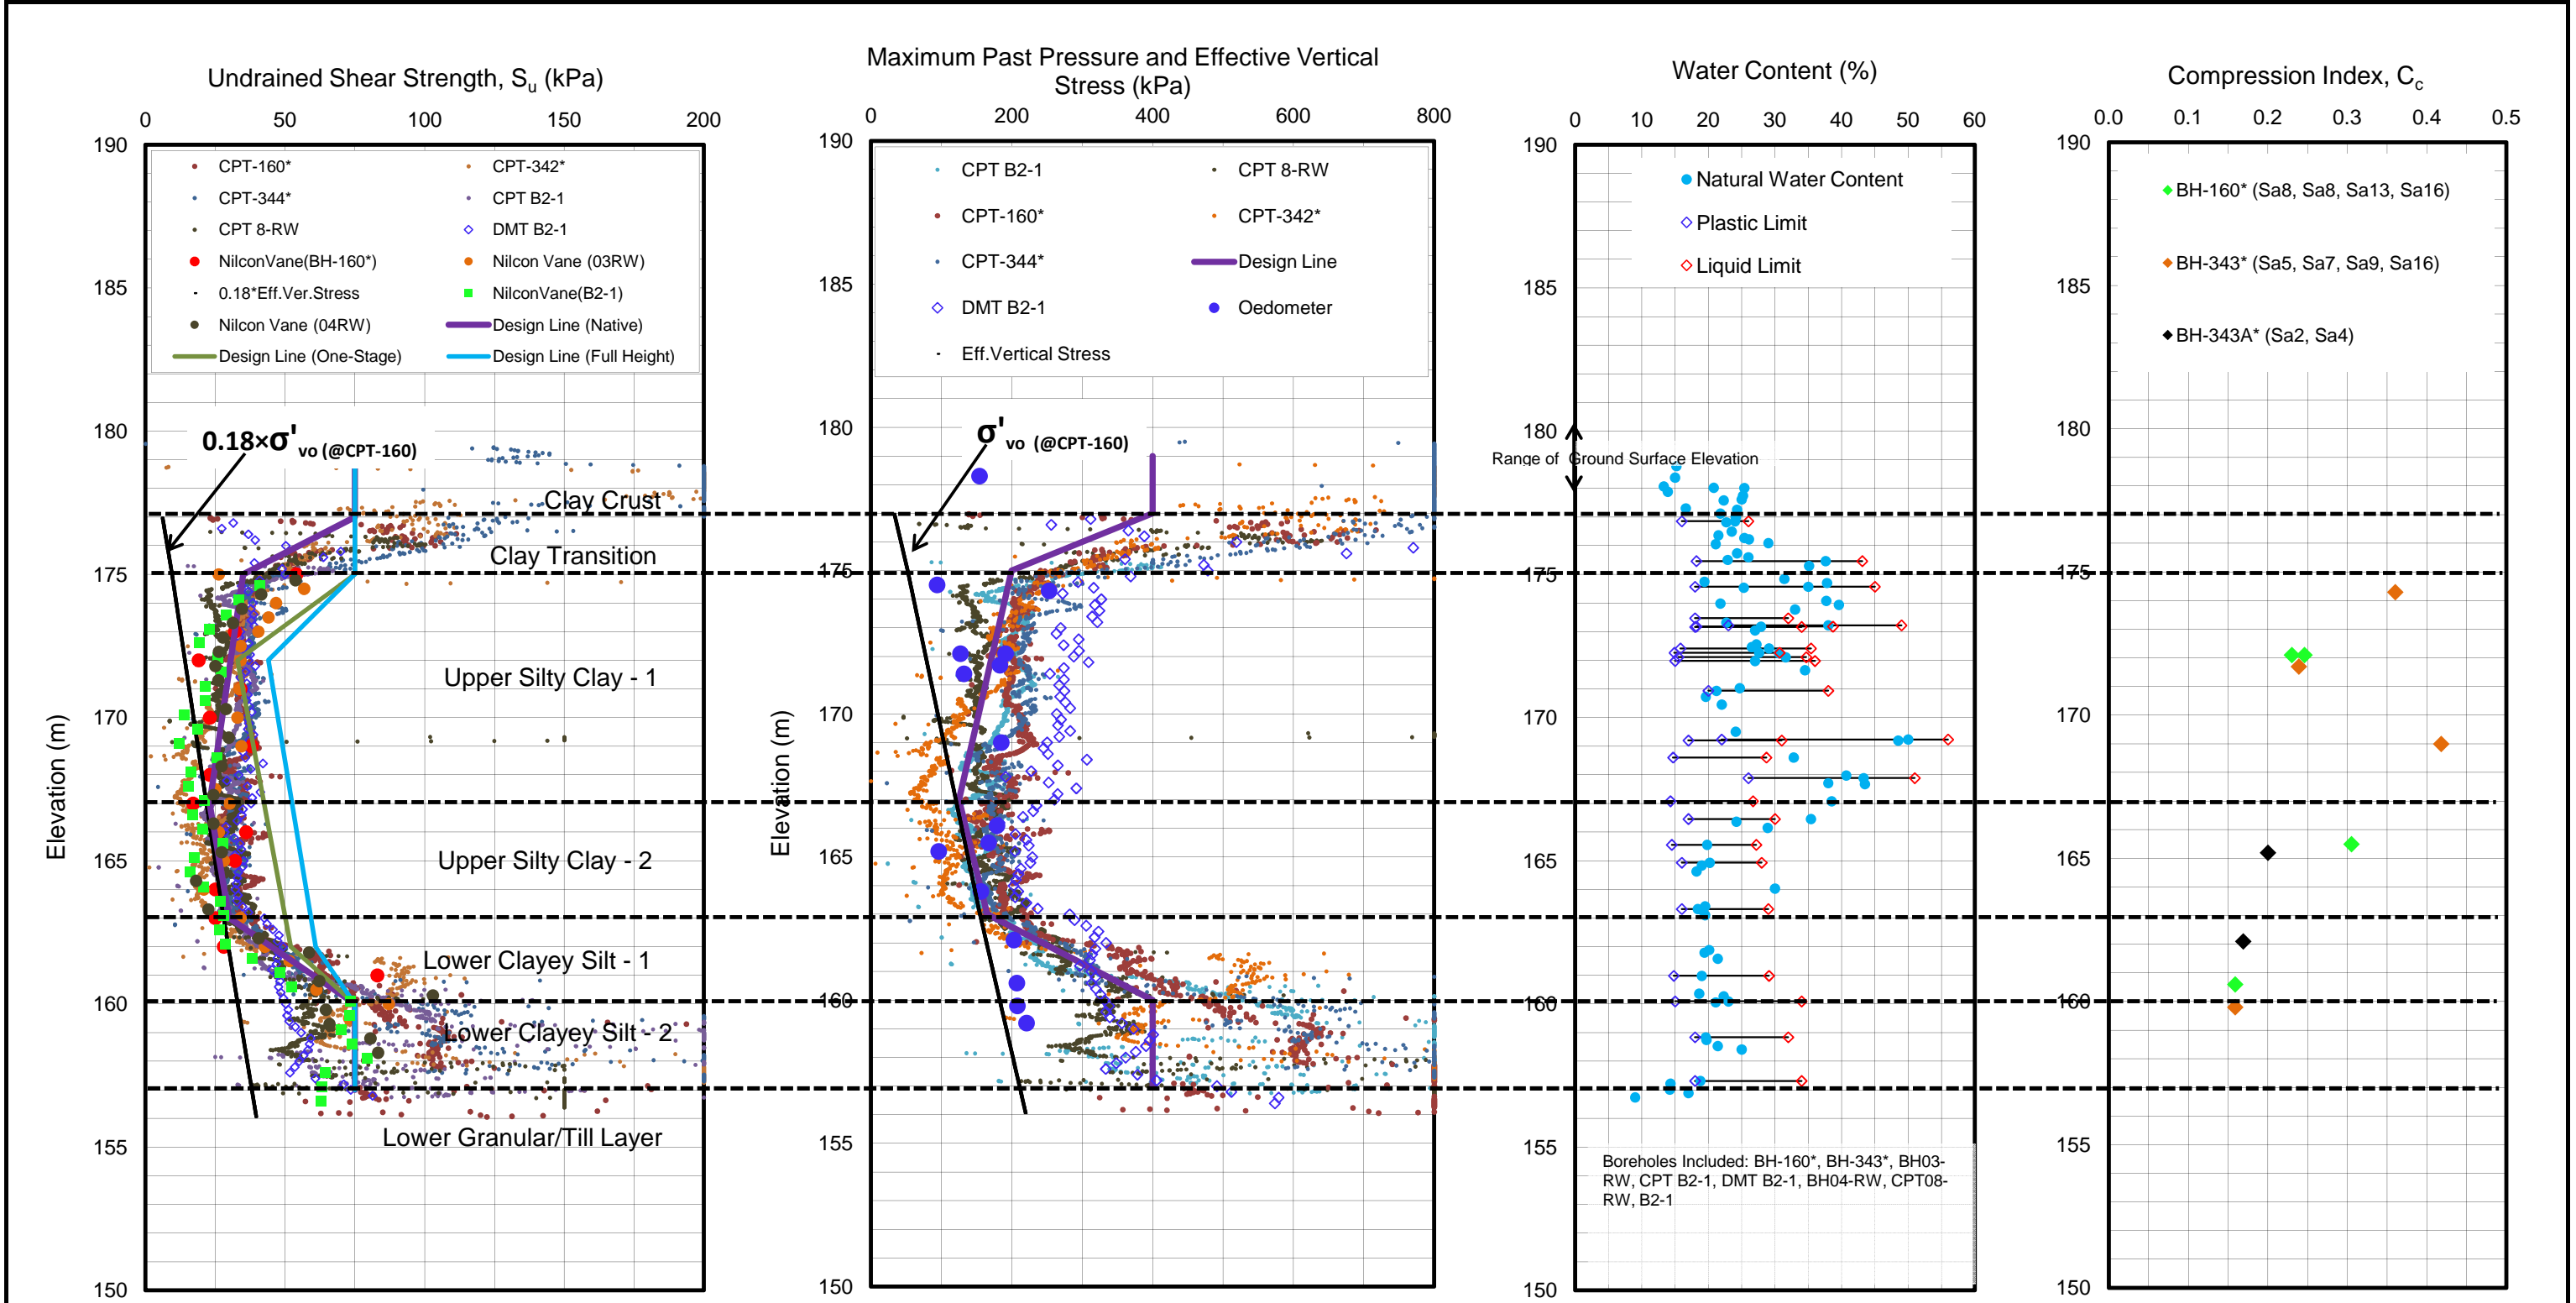 Undrained Shear Strength, Su (kPa)
0 50 100 150 200
190
185
180
175
170
165
160
155
150
Elevation (m)
CPT-160*
CPT-342*
CPT-344*
CPT B2-1
CPT 8-RW
DMT B2-1
NilconVane(BH-160*)
Nilcon Vane (03RW)
0.18*Eff.Ver.Stress
NilconVane(B2-1)
Nilcon Vane (04RW)
Design Line (Native)
Design Line (One-Stage)
Design Line (Full Height)
0.18×σ'vo (@CPT-160)
Clay Crust
Clay Transition
Upper Silty Clay - 1
Upper Silty Clay - 2
Lower Clayey Silt - 1
Lower Clayey Silt - 2
Lower Granular/Till Layer
Maximum Past Pressure and Effective Vertical
Stress (kPa)
0 200 400 600 800
190
185
180
175
170
165
160
155
150
Elevation (m)
CPT B2-1
CPT 8-RW
CPT-160*
CPT-342*
CPT-344*
Design Line
DMT B2-1
Oedometer
Eff.Vertical Stress
σ'vo (@CPT-160)
Water Content (%)
0 10 20 30 40 50 60
190
185
180
175
170
165
160
155
150
Natural Water Content
Plastic Limit
Liquid Limit
Range of Ground Surface Elevation
Boreholes Included: BH-160*, BH-343*, BH03-
RW, CPT B2-1, DMT B2-1, BH04-RW, CPT08-
RW, B2-1
Compression Index, Cc
0.0 0.1 0.2 0.3 0.4 0.5
190
185
180
175
170
165
160
155
150
BH-160* (Sa8, Sa8, Sa13, Sa16)
BH-343* (Sa5, Sa7, Sa9, Sa16)
BH-343A* (Sa2, Sa4)